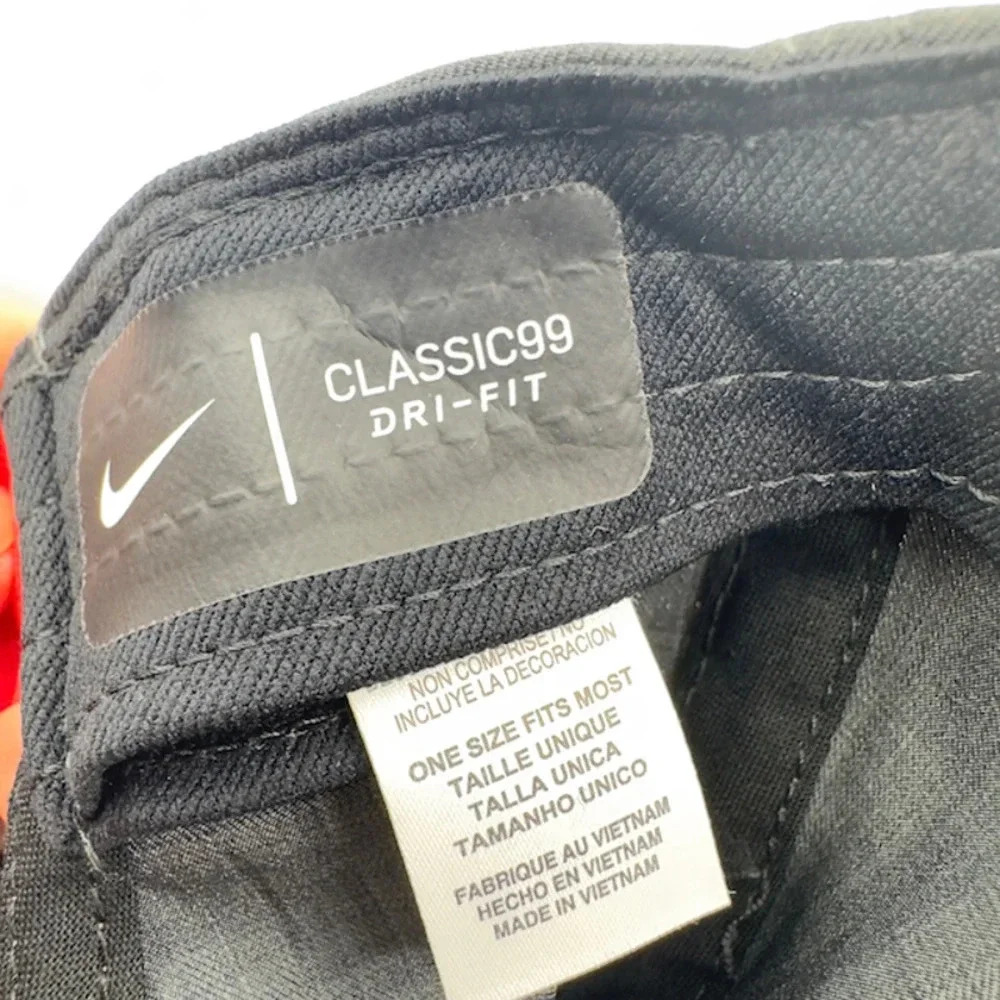 CLASSIC99
DRI-FIT
NON COMPRISE / NO
INCLUYE LA DECORACION
ONE SIZE FITS MOST
TAILLE UNIQUE
TALLA UNICA
TAMANHO UNICO
FABRIQUE AU VIETNAM
HECHO EN VIETNAM
MADE IN VIETNAM